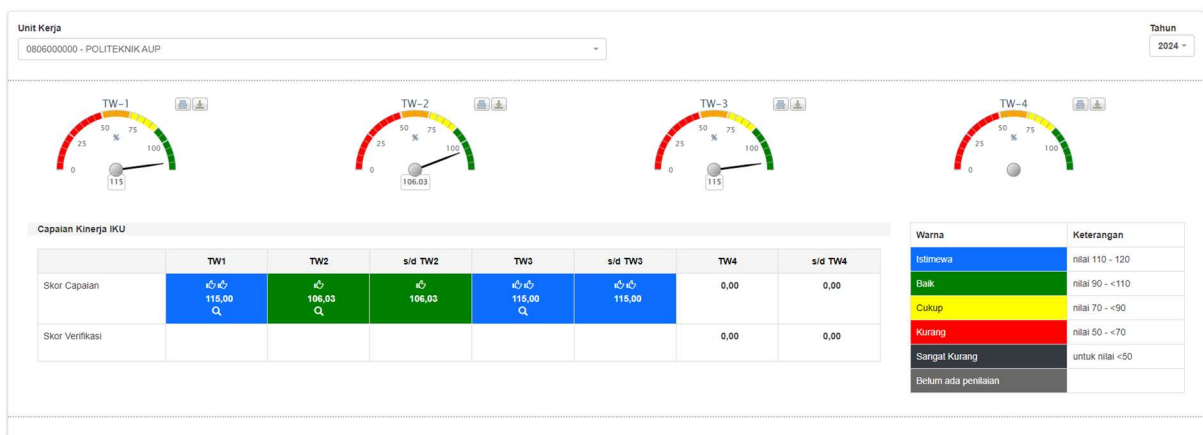 Unit Kerja
Tahun
0806000000 - POLITEKNIK AUP
2024
TW-1
TW-2
TW-3
TW-4
0 25 50 % 75 100
115
0 25 50 % 75 100
106.03
0 25 50 % 75 100
115
0 25 50 % 75 100
Capaian Kinerja IKU
TW1 TW2 s/d TW2 TW3 s/d TW3 TW4 s/d TW4
Skor Capaian 115,00 106,03 106,03 115,00 115,00 0,00 0,00
Skor Verifikasi 0,00 0,00
Warna Keterangan
Istimewa nilai 110 - 120
Baik nilai 90 - <110
Cukup nilai 70 - <90
Kurang nilai 50 - <70
Sangat Kurang untuk nilai <50
Belum ada penilaian